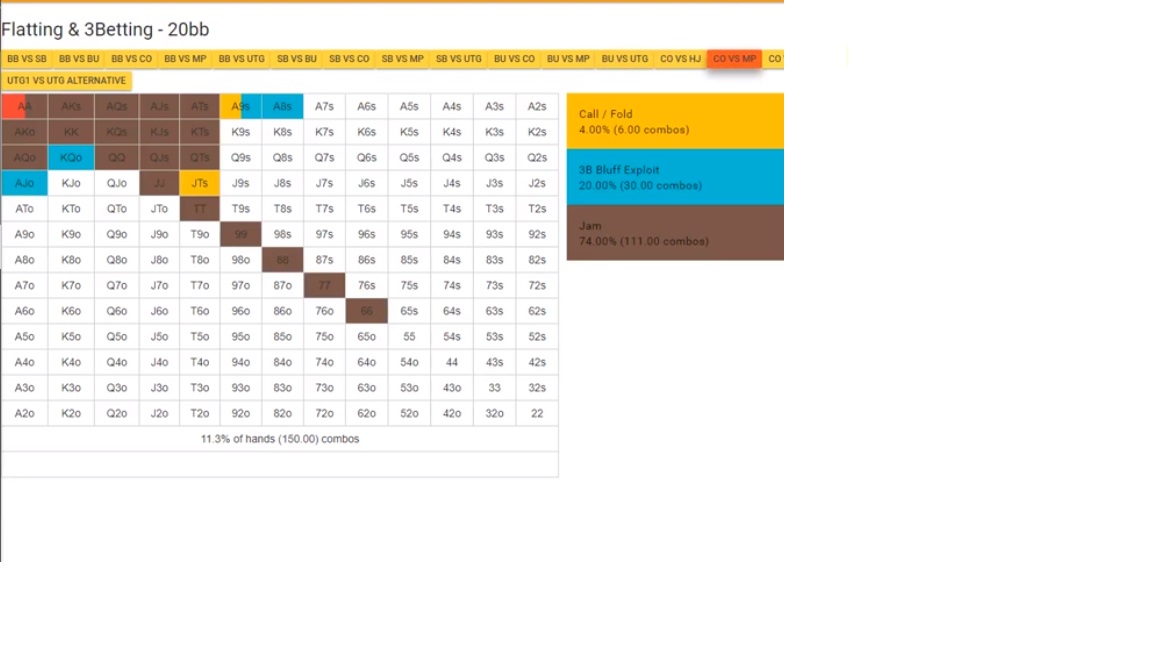 Flatting & 3Betting - 20bb
BB VS SB BB VS BU BB VS CO BB VS MP BB VS UTG SB VS BU SB VS CO SB VS MP SB VS UTG BU VS CO BU VS MP BU VS UTG CO VS HJ CO VS MP CO
UTG1 VS UTG ALTERNATIVE
AA AKs AQs AJs ATs A9s A8s A7s A6s A5s A4s A3s A2s
AKo KK KQs KJs KTs K9s K8s K7s K6s K5s K4s K3s K2s
AQo KQo QQ QJs QTs Q9s Q8s Q7s Q6s Q5s Q4s Q3s Q2s
AJo KJo QJo JJ JTs J9s J8s J7s J6s J5s J4s J3s J2s
ATo KTo QTo JTo TT T9s T8s T7s T6s T5s T4s T3s T2s
A9o K9o Q9o J9o T9o 99 98s 97s 96s 95s 94s 93s 92s
A8o K8o Q8o J8o T8o 98o 88 87s 86s 85s 84s 83s 82s
A7o K7o Q7o J7o T7o 97o 87o 77 76s 75s 74s 73s 72s
A6o K6o Q6o J6o T6o 96o 86o 76o 66 65s 64s 63s 62s
A5o K5o Q5o J5o T5o 95o 85o 75o 65o 55 54s 53s 52s
A4o K4o Q4o J4o T4o 94o 84o 74o 64o 54o 44 43s 42s
A3o K3o Q3o J3o T3o 93o 83o 73o 63o 53o 43o 33 32s
A2o K2o Q2o J2o T2o 92o 82o 72o 62o 52o 42o 32o 22
11.3% of hands (150.00) combos
Call / Fold
4.00% (6.00 combos)
3B Bluff Exploit
20.00% (30.00 combos)
Jam
74.00% (111.00 combos)